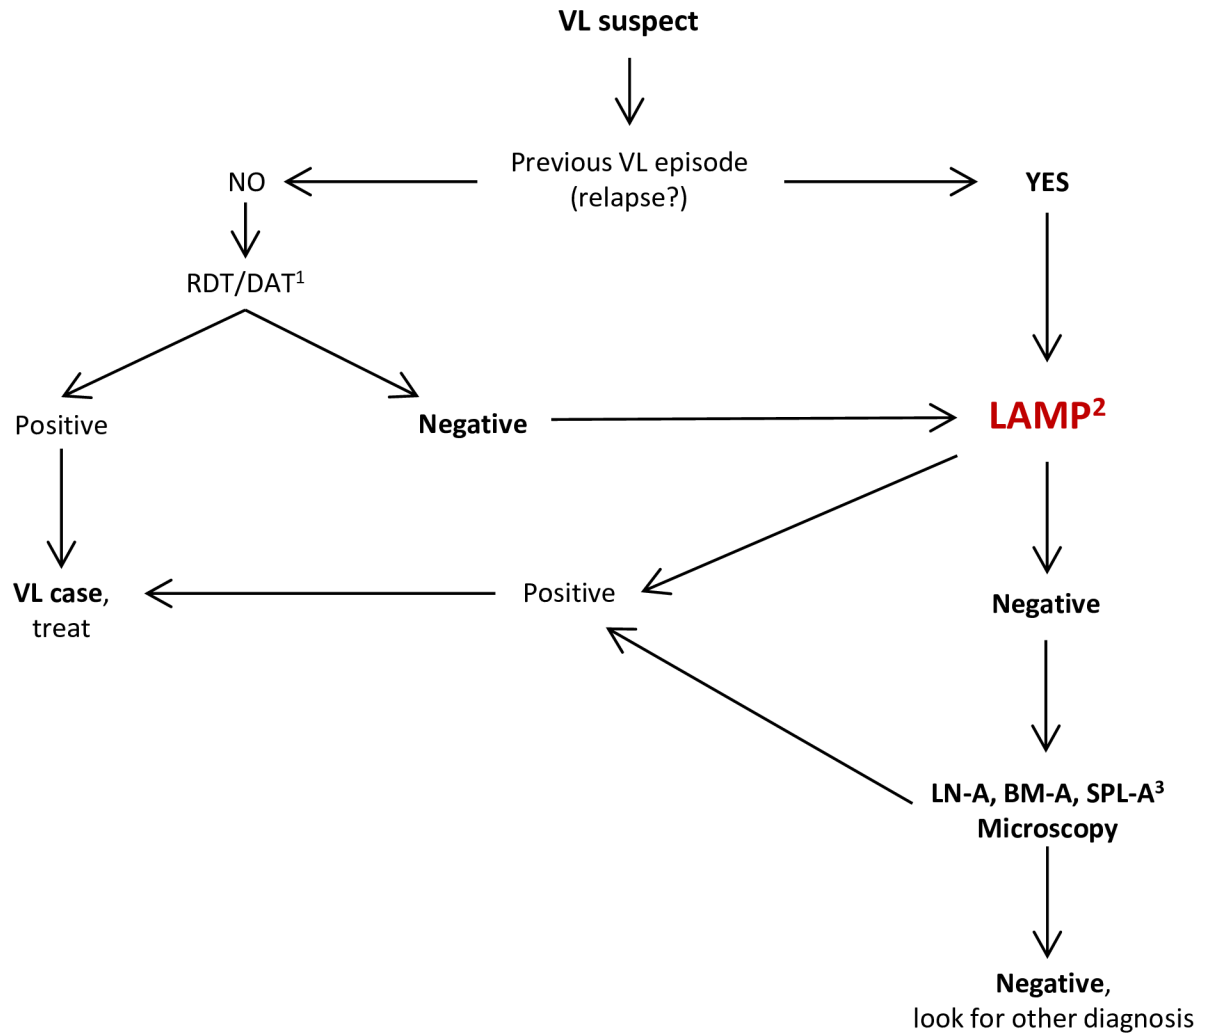 VL suspect
Previous VL episode
(relapse?)
NO
YES
RDT/DAT¹
Positive
Negative
LAMP²
VL case,
treat
Positive
Negative
LN-A, BM-A, SPL-A³
Microscopy
Negative,
look for other diagnosis